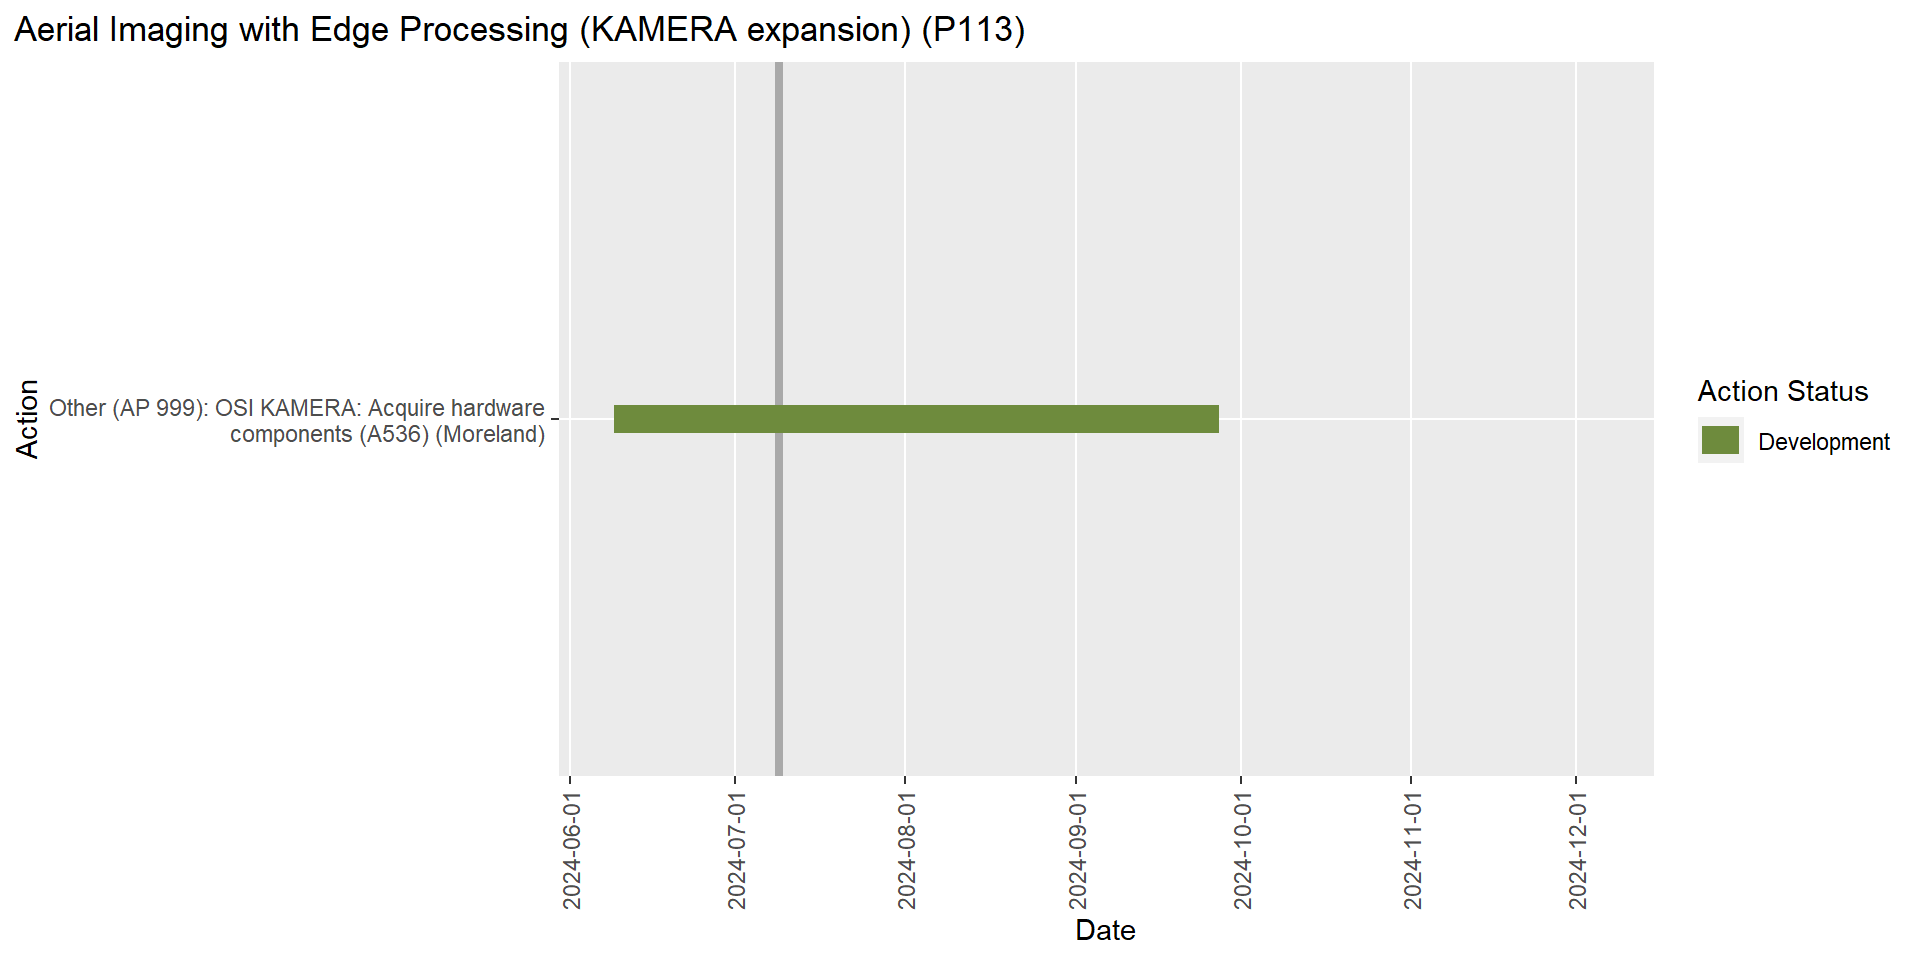 Aerial Imaging with Edge Processing (KAMERA expansion) (P113)
Action
Other (AP 999): OSI KAMERA: Acquire hardware
components (A536) (Moreland)
Action Status
Development
2024-06-01
2024-07-01
2024-08-01
2024-09-01
2024-10-01
2024-11-01
2024-12-01
Date